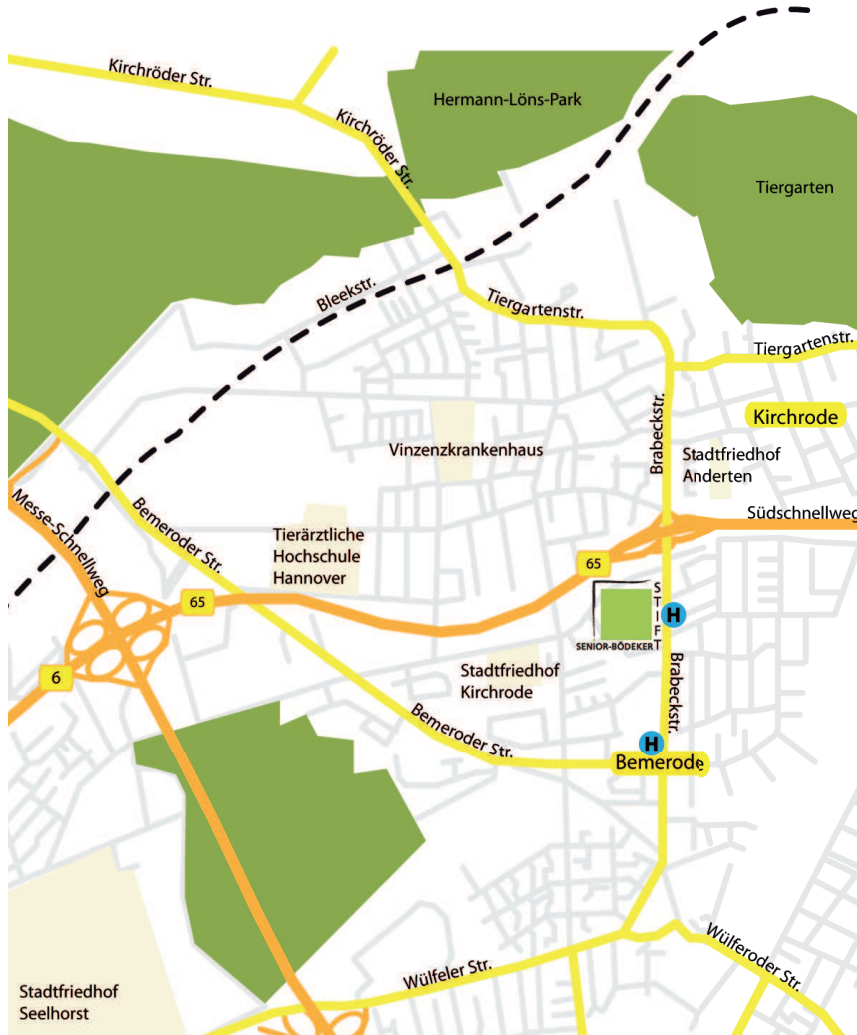 Kirchröder Str.
Hermann-Löns-Park
Kirchröder Str.
Tiergarten
Bleekstr.
Tiergartenstr.
Tiergartenstr.
Kirchrode
Brabeckstr.
Vinzenzkrankenhaus
Stadtfriedhof
Anderten
Messe-Schnellweg
Bemeroder Str.
Südschnellweg
Tierärztliche
Hochschule
Hannover
65
65
STIFT
H
SENIOR-BÖDEKER
6
Stadtfriedhof
Kirchrode
Brabeckstr.
Bemeroder Str.
H
Bemerode
Wülferoder Str.
Wülfeler Str.
Stadtfriedhof
Seelhorst